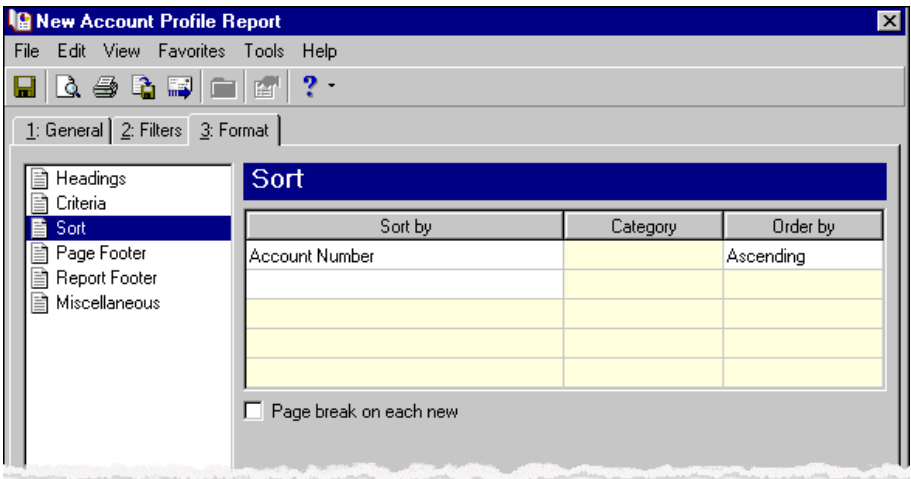 New Account Profile Report
File Edit View Favorites Tools Help
1: General 2: Filters 3: Format
Headings
Criteria
Sort
Page Footer
Report Footer
Miscellaneous
Sort
Sort by Category Order by
Account Number Ascending
Page break on each new